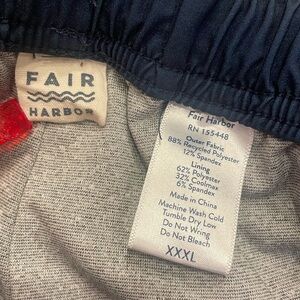 FAIR
HARBOR
Fair Harbor
RN 155448
Outer Fabric
88% Recycled Polyester
12% Spandex
Lining
62% Polyester
32% Coolmax
6% Spandex
Made in China
Machine Wash Cold
Tumble Dry Low
Do Not Wring
Do Not Bleach
XXXL